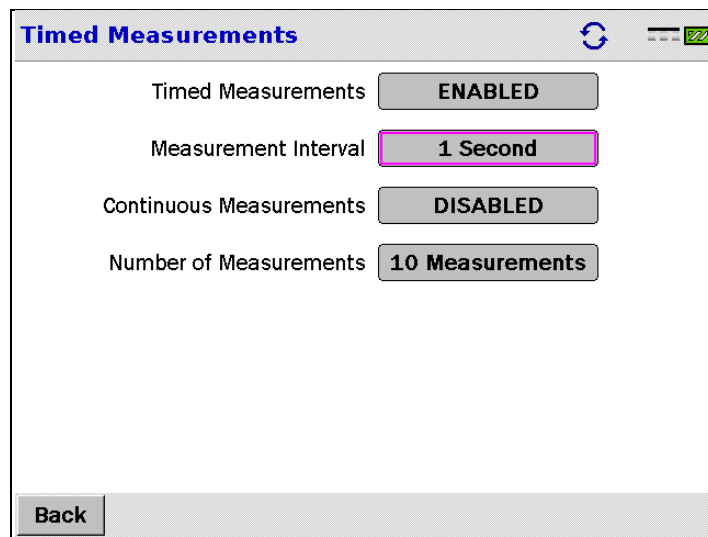 Timed Measurements
Timed Measurements ENABLED
Measurement Interval 1 Second
Continuous Measurements DISABLED
Number of Measurements 10 Measurements
Back